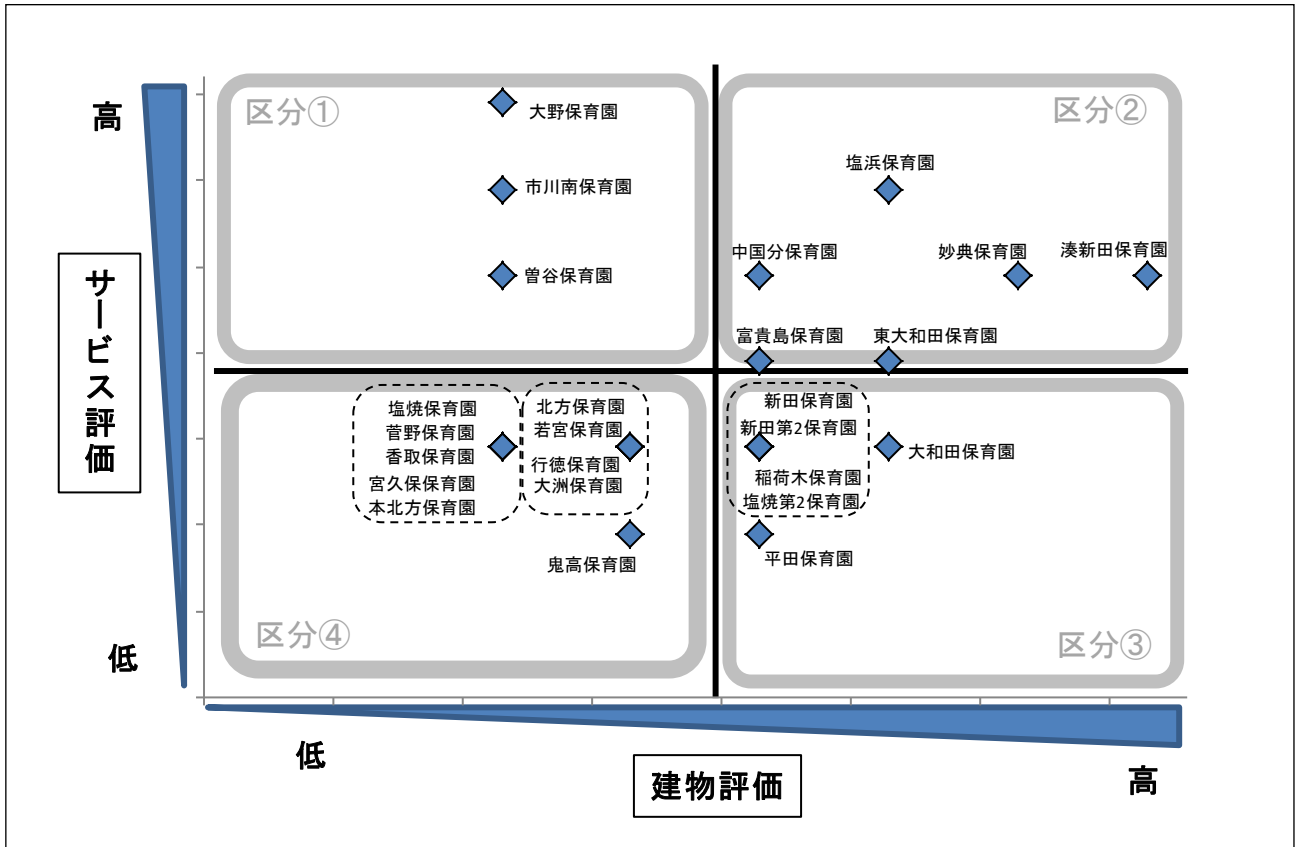 高
サービス評価
低
区分①
大野保育園
市川南保育園
曽谷保育園
区分②
塩浜保育園
中国分保育園
妙典保育園
湊新田保育園
富貴島保育園
東大和田保育園
塩焼保育園
菅野保育園
香取保育園
宮久保保育園
本北方保育園
北方保育園
若宮保育園
行徳保育園
大洲保育園
鬼高保育園
区分④
新田保育園
新田第2保育園
稲荷木保育園
塩焼第2保育園
大和田保育園
平田保育園
区分③
低
建物評価
高